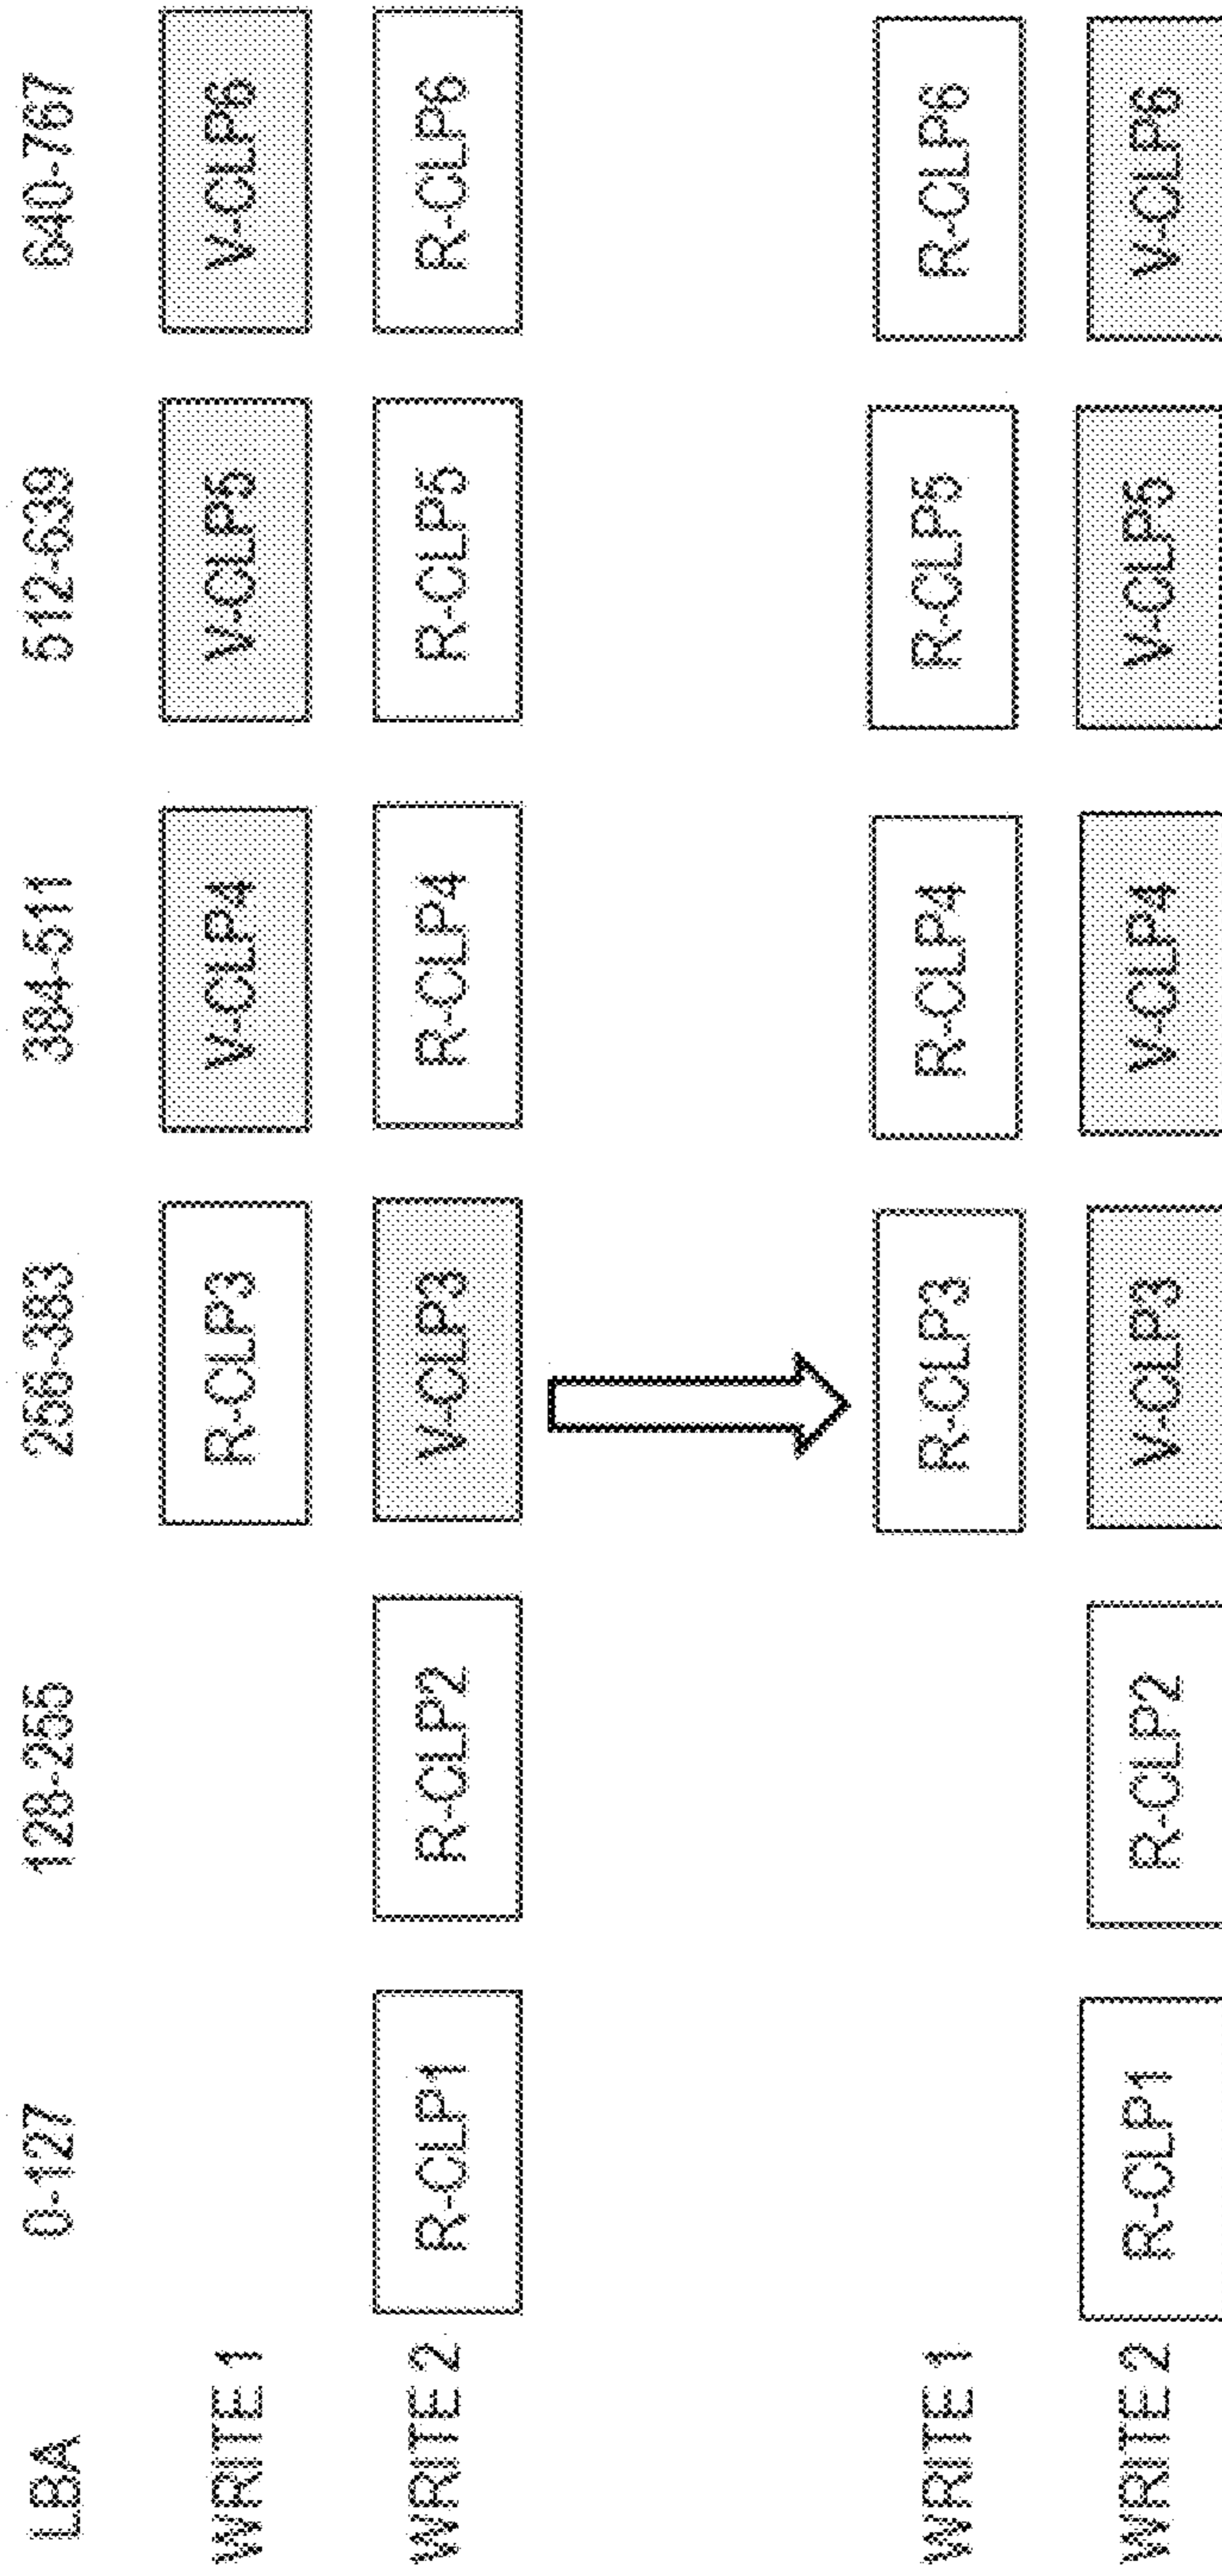 LBA 0-127 128-255 256-383 384-511 512-639 640-767
WRITE 1 R-CLP3 V-CLP4 V-CLP5 V-CLP6
WRITE 2 R-CLP1 R-CLP2 V-CLP3 R-CLP4 R-CLP5 R-CLP6
WRITE 1 R-CLP3 R-CLP4 R-CLP5 R-CLP6
WRITE 2 R-CLP1 R-CLP2 V-CLP3 V-CLP4 V-CLP5 V-CLP6